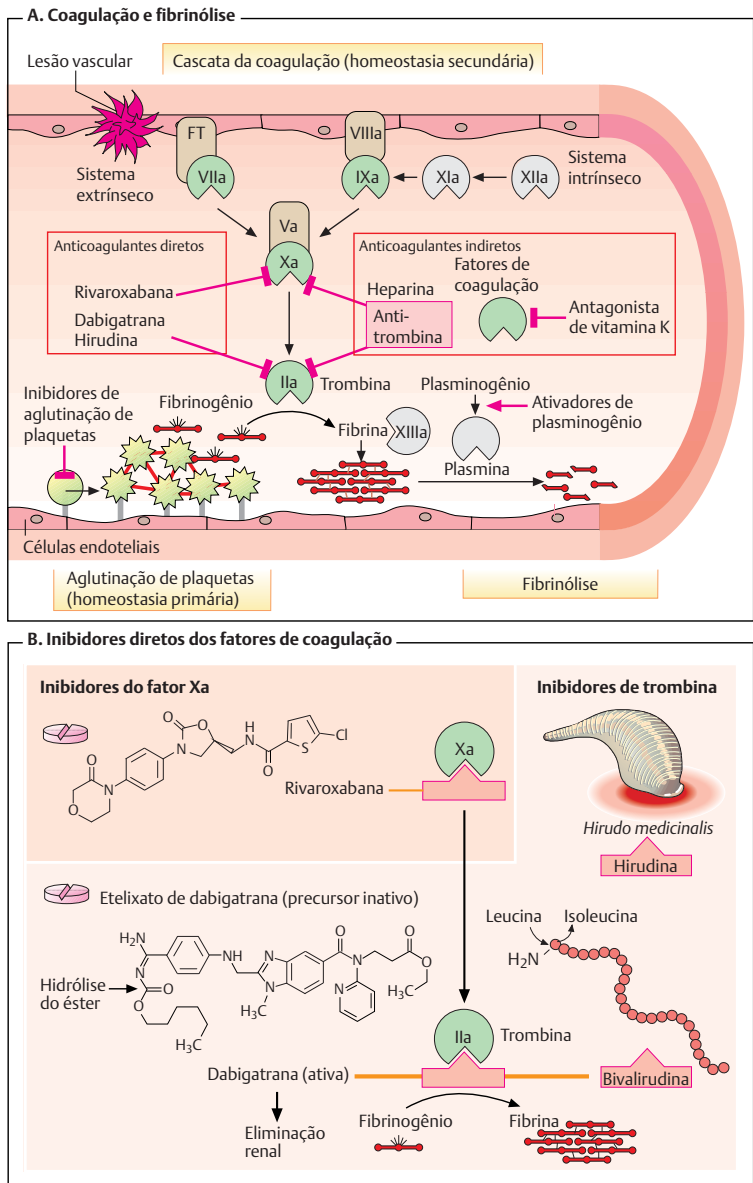 A. Coagulação e fibrinólise
Lesão vascular
Cascata da coagulação (homeostasia secundária)
FT
VIIIa
Sistema
extrínseco
VIIa
IXa
XIa
XIIa
Sistema
intrínseco
Va
Xa
Anticoagulantes diretos
Rivaroxabana
Dabigatrana
Hirudina
Anticoagulantes indiretos
Heparina
Anti-
trombina
Fatores de
coagulação
Antagonista
de vitamina K
IIa
Trombina
Inibidores de
aglutinação de
plaquetas
Fibrinogênio
Fibrina
XIIIa
Plasminogênio
Ativadores de
plasminogênio
Plasmina
Células endoteliais
Aglutinação de plaquetas
(homeostasia primária)
Fibrinólise
B. Inibidores diretos dos fatores de coagulação
Inibidores do fator Xa
O
O
N
NH
O
S
Cl
O
N
O
Xa
Rivaroxabana
Inibidores de trombina
Hirudo medicinalis
Hirudina
Etelixato de dabigatrana (precursor inativo)
H₂N
N
O
O
H₃C
NH
N
N
CH₃
O
N
N
O
O
H₃C
Hidrólise
do éster
Leucina
Isoleucina
H₂N
IIa
Trombina
Dabigatrana (ativa)
Bivalirudina
Eliminação
renal
Fibrinogênio
Fibrina